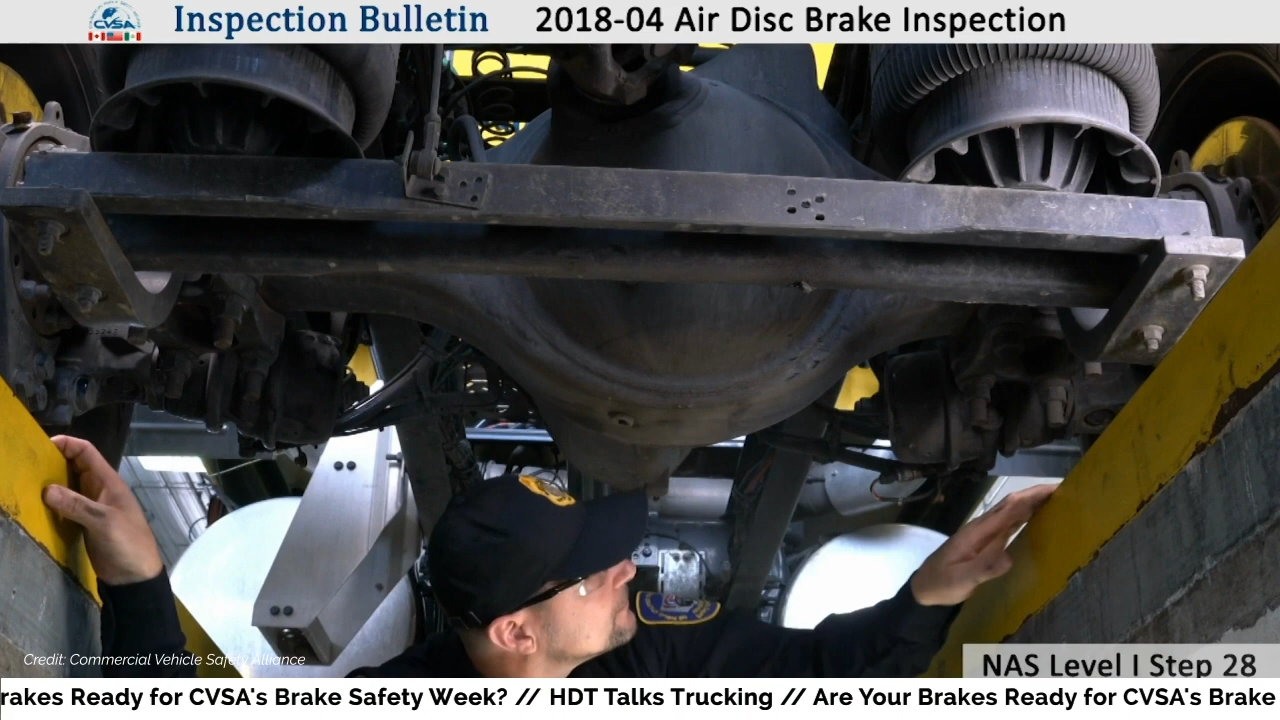 CVSA
Inspection Bulletin
2018-04 Air Disc Brake Inspection
Credit: Commercial Vehicle Safety Alliance
NAS Level I Step 28
rakes Ready for CVSA's Brake Safety Week? // HDT Talks Trucking // Are Your Brakes Ready for CVSA's Brake